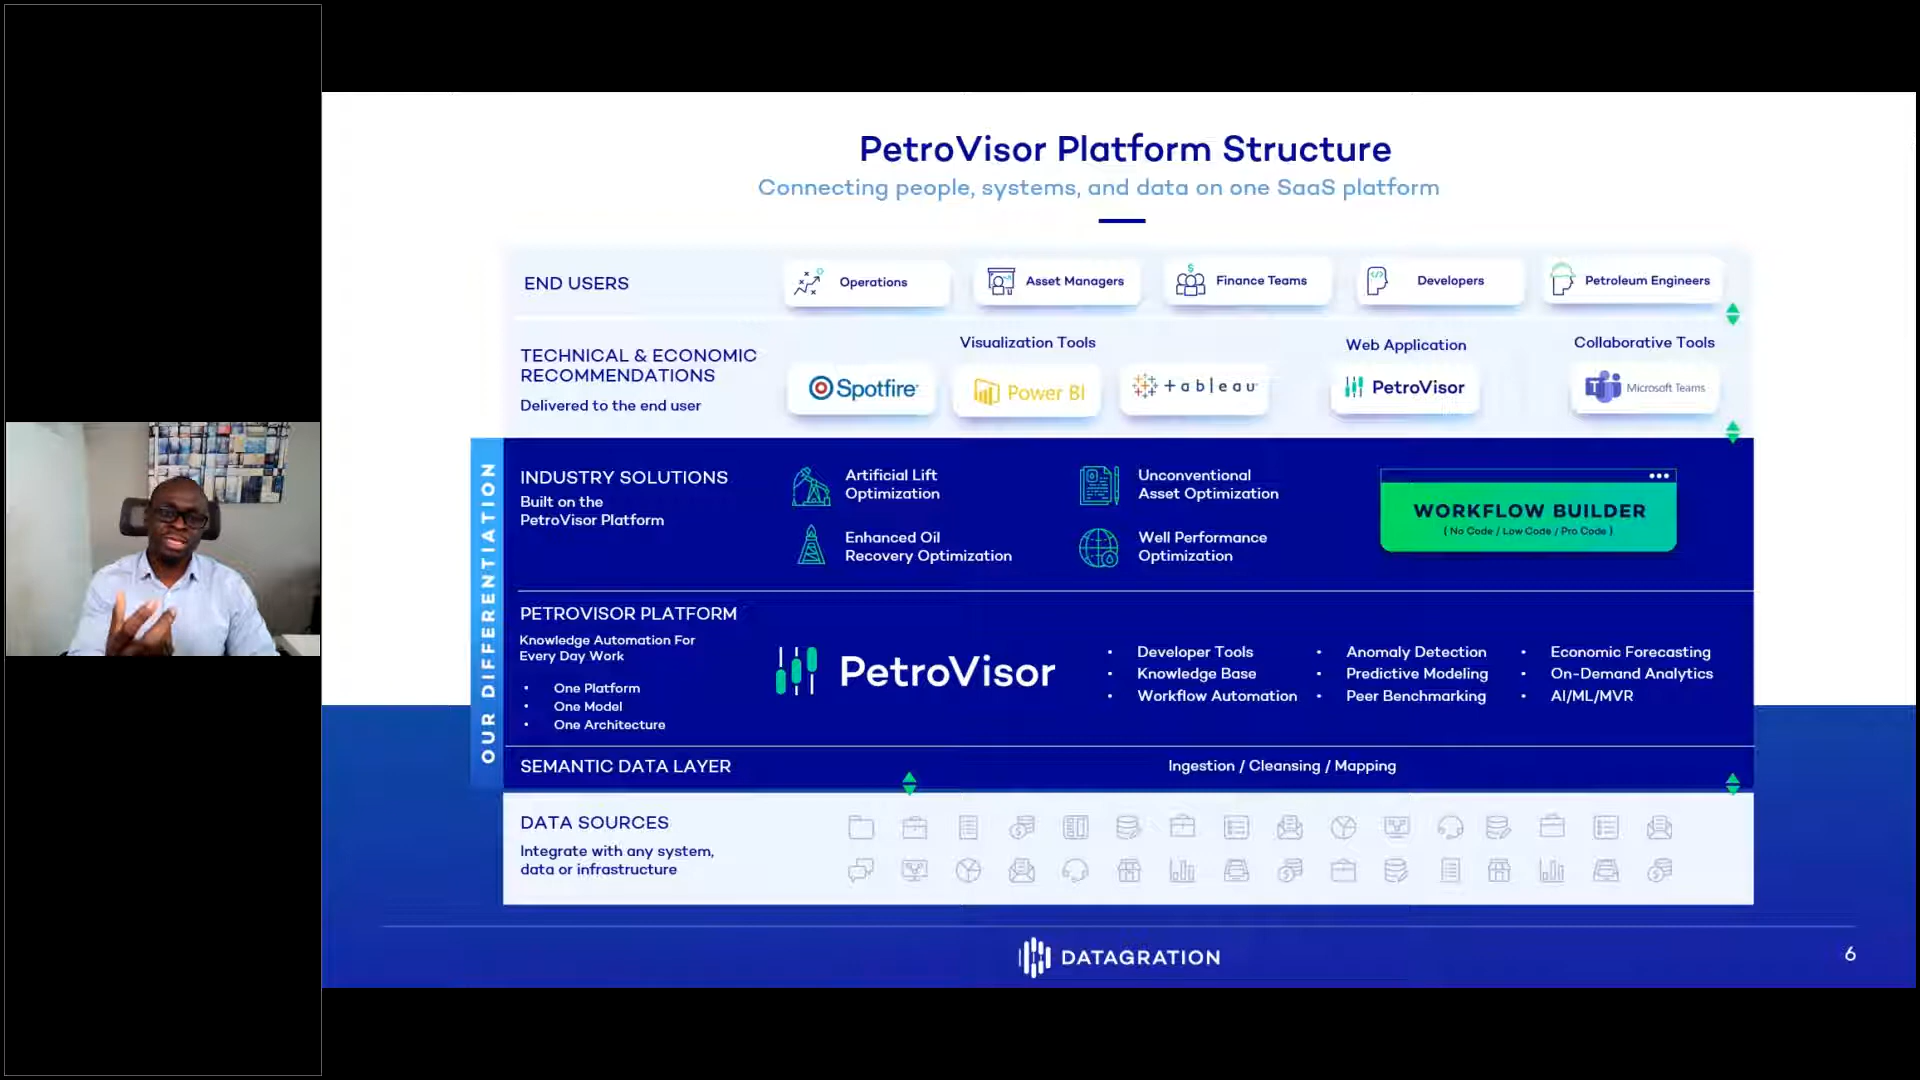 PetroVisor Platform Structure
Connecting people, systems, and data on one SaaS platform
END USERS
Operations
Asset Managers
Finance Teams
Developers
Petroleum Engineers
TECHNICAL & ECONOMIC
RECOMMENDATIONS
Delivered to the end user
Visualization Tools
Spotfire
Power BI
+ableau
Web Application
PetroVisor
Collaborative Tools
Microsoft Teams
OUR DIFFERENTIATION
INDUSTRY SOLUTIONS
Built on the
PetroVisor Platform
Artificial Lift
Optimization
Unconventional
Asset Optimization
Enhanced Oil
Recovery Optimization
Well Performance
Optimization
WORKFLOW BUILDER
( No Code / Low Code / Pro Code )
PETROVISOR PLATFORM
Knowledge Automation For
Every Day Work
• One Platform
• One Model
• One Architecture
PetroVisor
• Developer Tools
• Knowledge Base
• Workflow Automation
• Anomaly Detection
• Predictive Modeling
• Peer Benchmarking
• Economic Forecasting
• On-Demand Analytics
• AI/ML/MVR
SEMANTIC DATA LAYER
Ingestion / Cleansing / Mapping
DATA SOURCES
Integrate with any system,
data or infrastructure
DATAGRATION
6